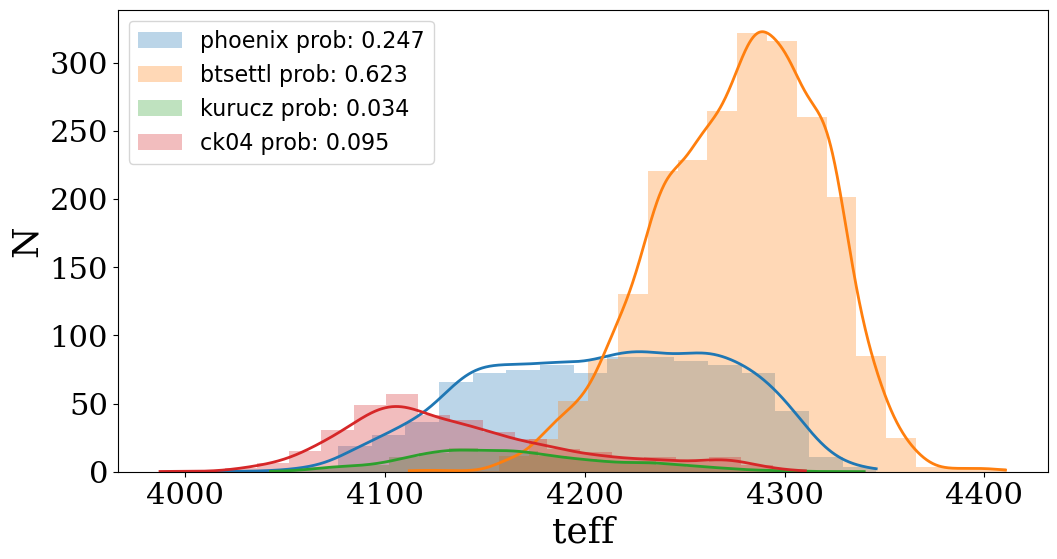 phoenix prob: 0.247
btsettl prob: 0.623
kurucz prob: 0.034
ck04 prob: 0.095
300
250
200
150
100
50
0
N
4000 4100 4200 4300 4400
teff